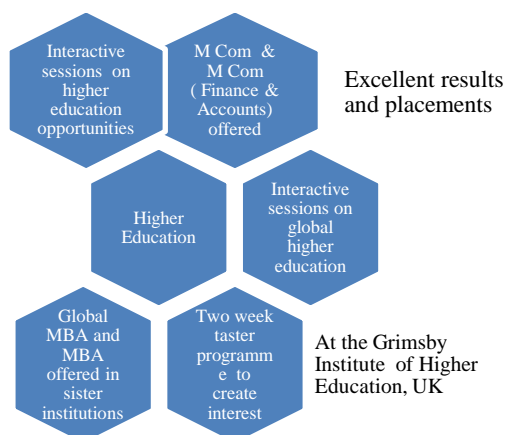 Interactive
sessions on
higher
education
opportunities
M Com &
M Com
( Finance &
Accounts)
offered
Excellent results
and placements
Higher
Education
Interactive
sessions on
global
higher
education
Global
MBA and
MBA
offered in
sister
institutions
Two week
taster
programm
e to
create
interest
At the Grimsby
Institute of Higher
Education, UK